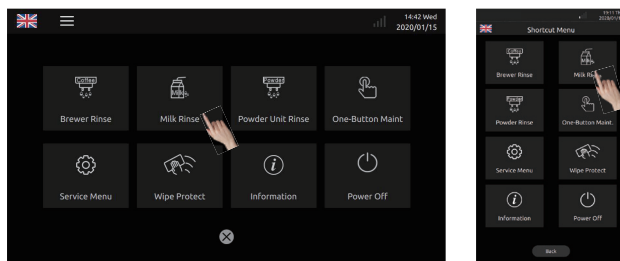 14:42 Wed
2020/01/15
Coffee
Milk
Powder
Brewer Rinse
Milk Rinse
Powder Unit Rinse
One-Button Maint
Service Menu
Wipe Protect
Information
Power Off
Shortcut Menu
Brewer Rinse
Milk
Powder Rinse
One-Button Maint.
Service Menu
Wipe Protect
Information
Power Off
Back